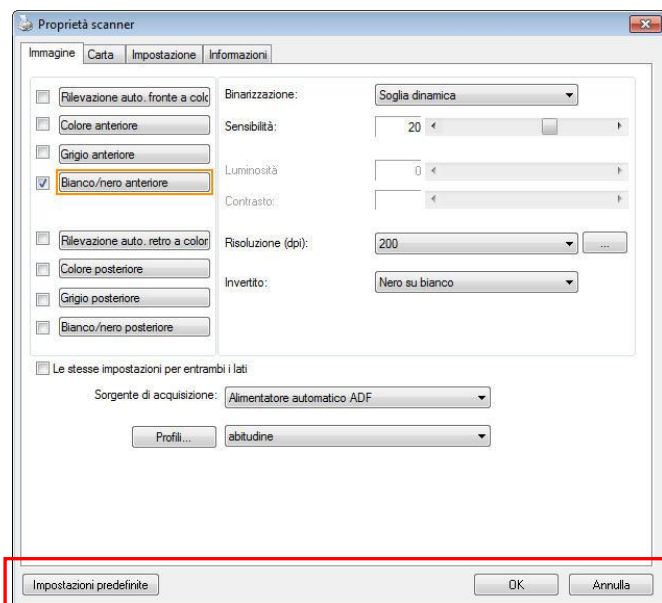 Proprietà scanner
Immagine Carta Impostazione Informazioni
Rilevazione auto. fronte a colo
Colore anteriore
Grigio anteriore
Bianco/nero anteriore
Rilevazione auto. retro a color
Colore posteriore
Grigio posteriore
Bianco/nero posteriore
Binarizzazione: Soglia dinamica
Sensibilità: 20
Luminosità 0
Contrasto:
Risoluzione (dpi): 200 ...
Invertito: Nero su bianco
Le stesse impostazioni per entrambi i lati
Sorgente di acquisizione: Alimentatore automatico ADF
Profili... abitudine
Impostazioni predefinite OK Annulla